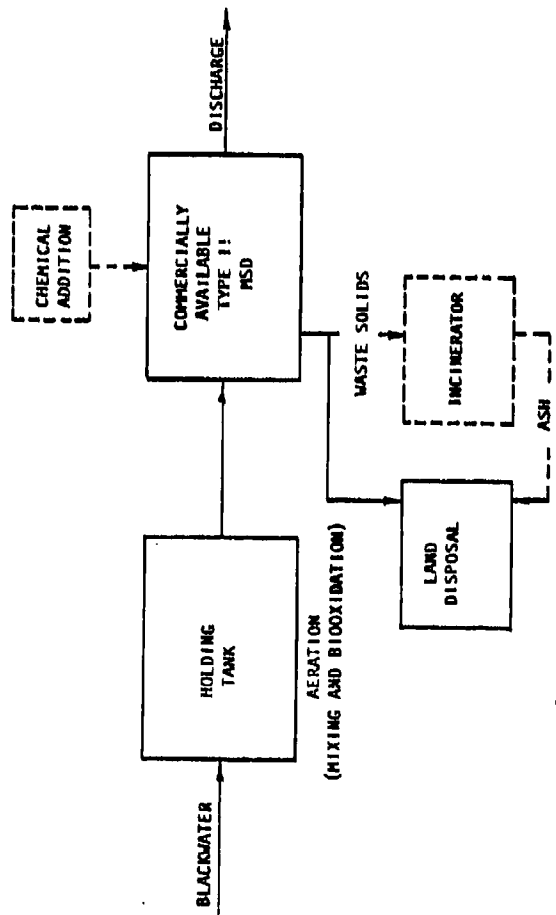 BLACKWATER
HOLDING
TANK
AERATION
(MIXING AND BIOOXIDATION)
CHEMICAL
ADDITION
COMMERCIALLY
AVAILABLE
TYPE II
MSD
DISCHARGE
WASTE SOLIDS
LAND
DISPOSAL
INCINERATOR
ASH